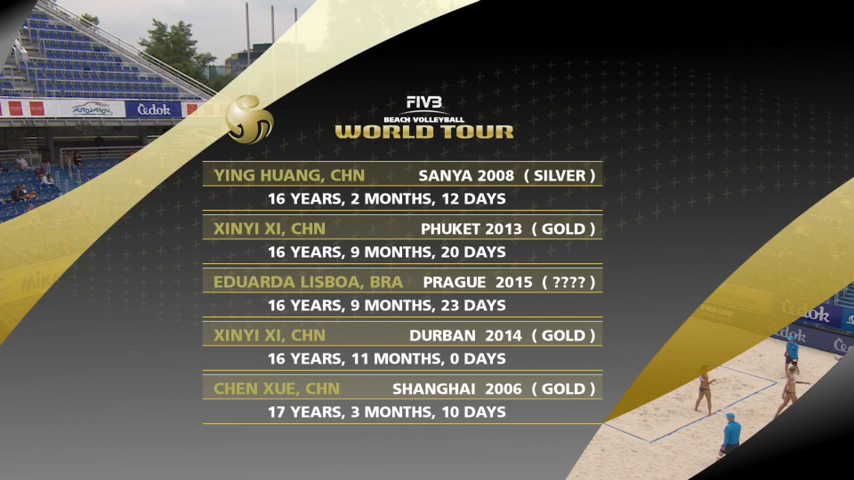 FIVB
BEACH VOLLEYBALL
WORLD TOUR
YING HUANG, CHN SANYA 2008 ( SILVER )
16 YEARS, 2 MONTHS, 12 DAYS
XINYI XI, CHN PHUKET 2013 ( GOLD )
16 YEARS, 9 MONTHS, 20 DAYS
EDUARDA LISBOA, BRA PRAGUE 2015 ( ???? )
16 YEARS, 9 MONTHS, 23 DAYS
XINYI XI, CHN DURBAN 2014 ( GOLD )
16 YEARS, 11 MONTHS, 0 DAYS
CHEN XUE, CHN SHANGHAI 2006 ( GOLD )
17 YEARS, 3 MONTHS, 10 DAYS
Čedok
Čedok
Čedok